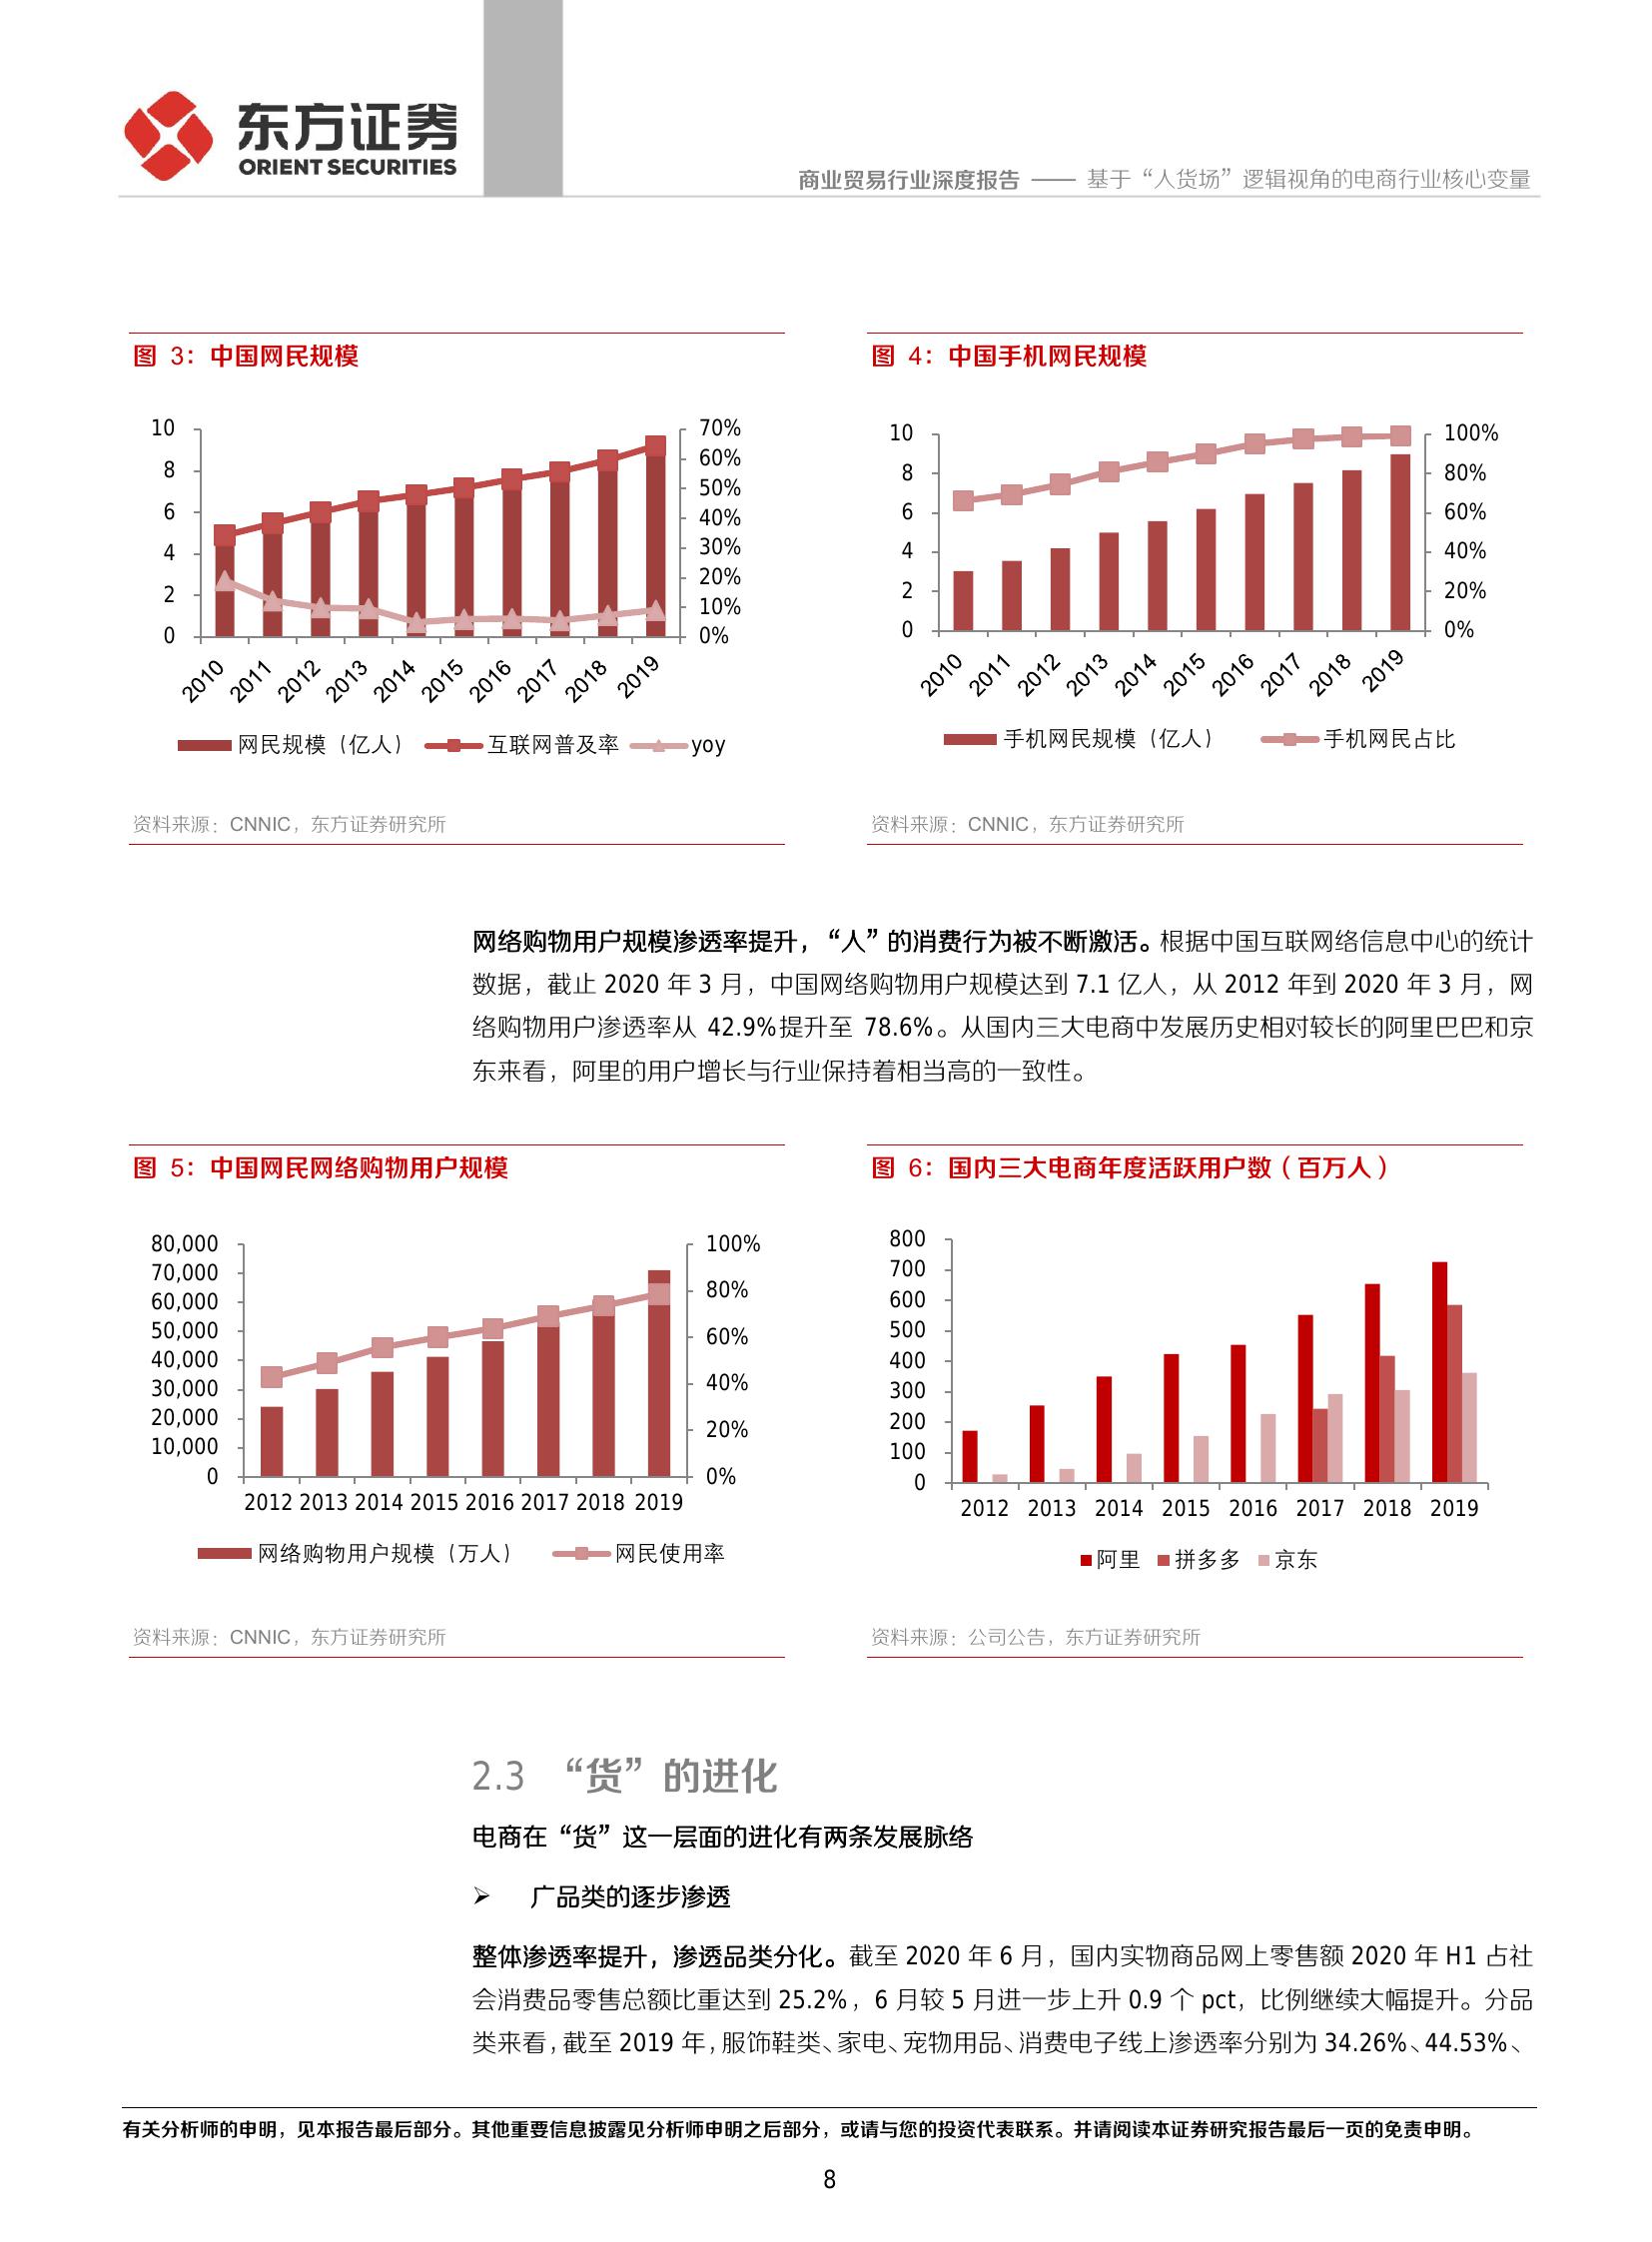 东方证券
ORIENT SECURITIES
商业贸易行业深度报告 —— 基于“人货场”逻辑视角的电商行业核心变量
图 3：中国网民规模
10
8
6
4
2
0
70%
60%
50%
40%
30%
20%
10%
0%
2010 2011 2012 2013 2014 2015 2016 2017 2018 2019
网民规模（亿人） 互联网普及率 yoy
资料来源：CNNIC，东方证券研究所
图 4：中国手机网民规模
10
8
6
4
2
0
100%
80%
60%
40%
20%
0%
2010 2011 2012 2013 2014 2015 2016 2017 2018 2019
手机网民规模（亿人） 手机网民占比
资料来源：CNNIC，东方证券研究所
网络购物用户规模渗透率提升，“人”的消费行为被不断激活。根据中国互联网络信息中心的统计
数据，截止 2020 年 3 月，中国网络购物用户规模达到 7.1 亿人，从 2012 年到 2020 年 3 月，网
络购物用户渗透率从 42.9%提升至 78.6%。从国内三大电商中发展历史相对较长的阿里巴巴和京
东来看，阿里的用户增长与行业保持着相当高的一致性。
图 5：中国网民网络购物用户规模
80,000
70,000
60,000
50,000
40,000
30,000
20,000
10,000
0
100%
80%
60%
40%
20%
0%
2012 2013 2014 2015 2016 2017 2018 2019
网络购物用户规模（万人） 网民使用率
资料来源：CNNIC，东方证券研究所
图 6：国内三大电商年度活跃用户数（百万人）
800
700
600
500
400
300
200
100
0
2012 2013 2014 2015 2016 2017 2018 2019
阿里 拼多多 京东
资料来源：公司公告，东方证券研究所
2.3 “货”的进化
电商在“货”这一层面的进化有两条发展脉络
➢ 广品类的逐步渗透
整体渗透率提升，渗透品类分化。截至 2020 年 6 月，国内实物商品网上零售额 2020 年 H1 占社
会消费品零售总额比重达到 25.2%，6 月较 5 月进一步上升 0.9 个 pct，比例继续大幅提升。分品
类来看，截至 2019 年，服饰鞋类、家电、宠物用品、消费电子线上渗透率分别为 34.26%、44.53%、
有关分析师的申明，见本报告最后部分。其他重要信息披露见分析师申明之后部分，或请与您的投资代表联系。并请阅读本证券研究报告最后一页的免责申明。
8